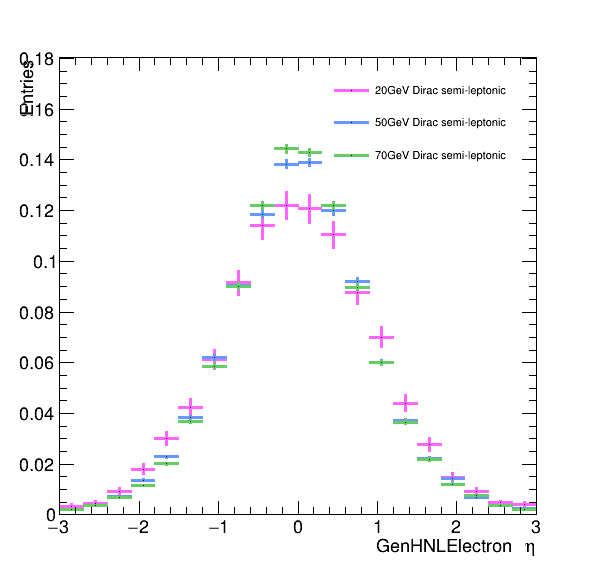 Entries
0.18
0.16
0.14
0.12
0.1
0.08
0.06
0.04
0.02
0
20GeV Dirac semi-leptonic
50GeV Dirac semi-leptonic
70GeV Dirac semi-leptonic
−3 −2 −1 0 1 2 3
GenHNLElectron η